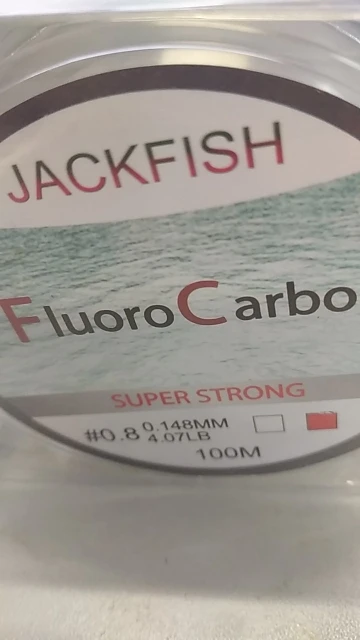 JACKFISH
FluoroCarbo
SUPER STRONG
#0.8 0.148MM
4.07LB
100M